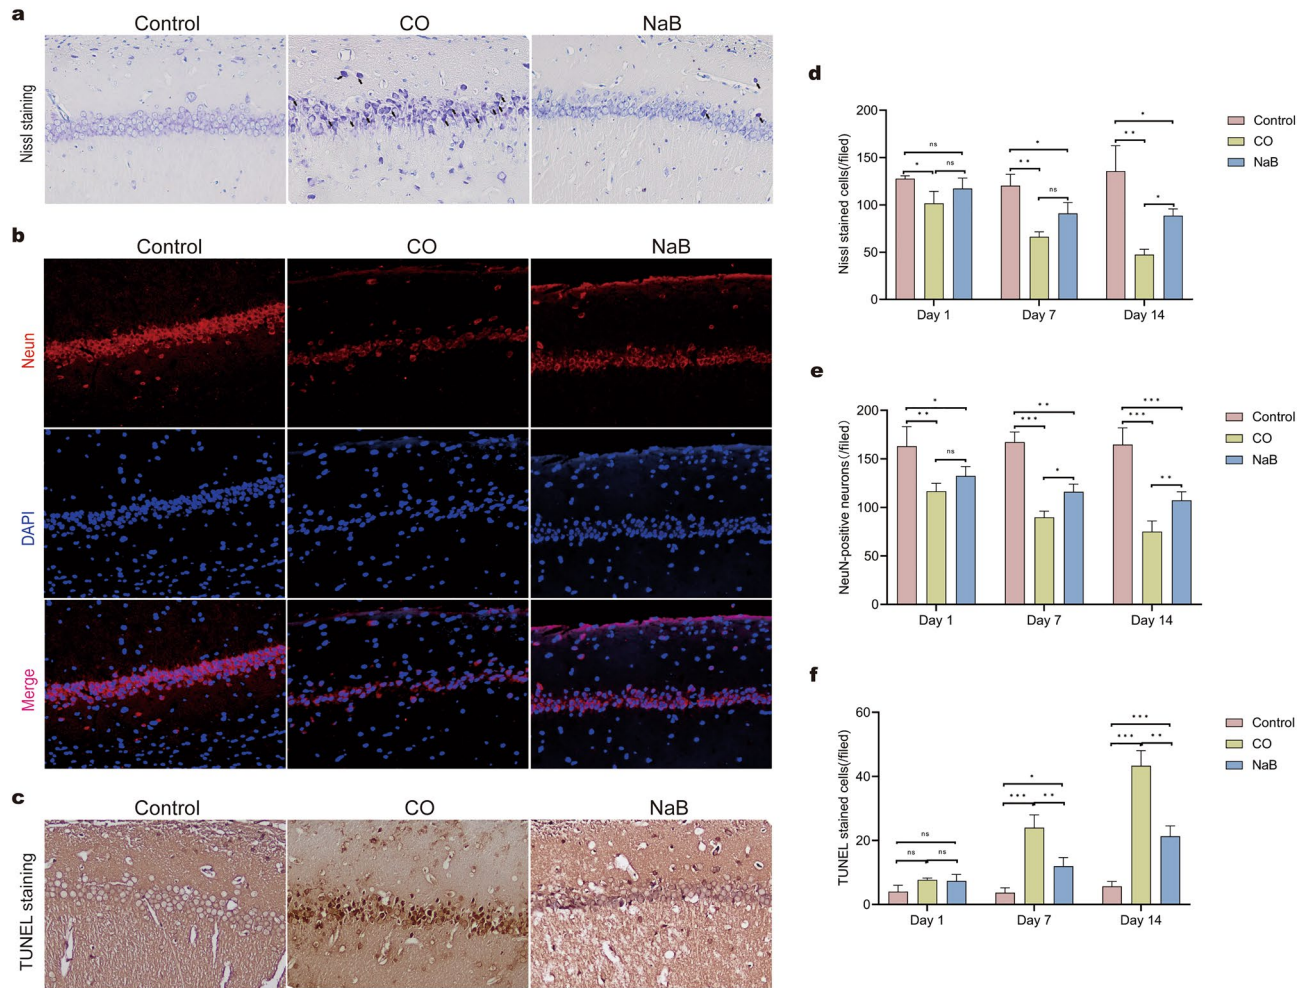 a
Control CO NaB
Nissl staining
b
Control CO NaB
Neun
DAPI
Merge
c
Control CO NaB
TUNEL staining
d
Nissl stained cells(/filed)
200
150
100
50
0
ns
* ns
*
* *
ns
*
* *
*
Day 1 Day 7 Day 14
Control
CO
NaB
e
NeuN-positive neurons(/filed)
200
150
100
50
0
*
* *
ns
* *
* * *
*
* * *
* * *
* *
Day 1 Day 7 Day 14
Control
CO
NaB
f
TUNEL stained cells(/filed)
60
40
20
0
ns
ns ns
*
* * * * *
* * *
* * * * *
Day 1 Day 7 Day 14
Control
CO
NaB